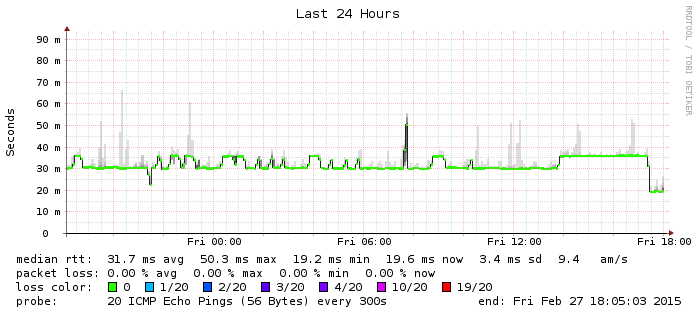 Last 24 Hours
RRDTOOL / TOBI OETIKER
Seconds
90 m
80 m
70 m
60 m
50 m
40 m
30 m
20 m
10 m
0
Fri 00:00 Fri 06:00 Fri 12:00 Fri 18:00
median rtt: 31.7 ms avg 50.3 ms max 19.2 ms min 19.6 ms now 3.4 ms sd 9.4 am/s
packet loss: 0.00 % avg 0.00 % max 0.00 % min 0.00 % now
loss color: 0 1/20 2/20 3/20 4/20 10/20 19/20
probe: 20 ICMP Echo Pings (56 Bytes) every 300s end: Fri Feb 27 18:05:03 2015